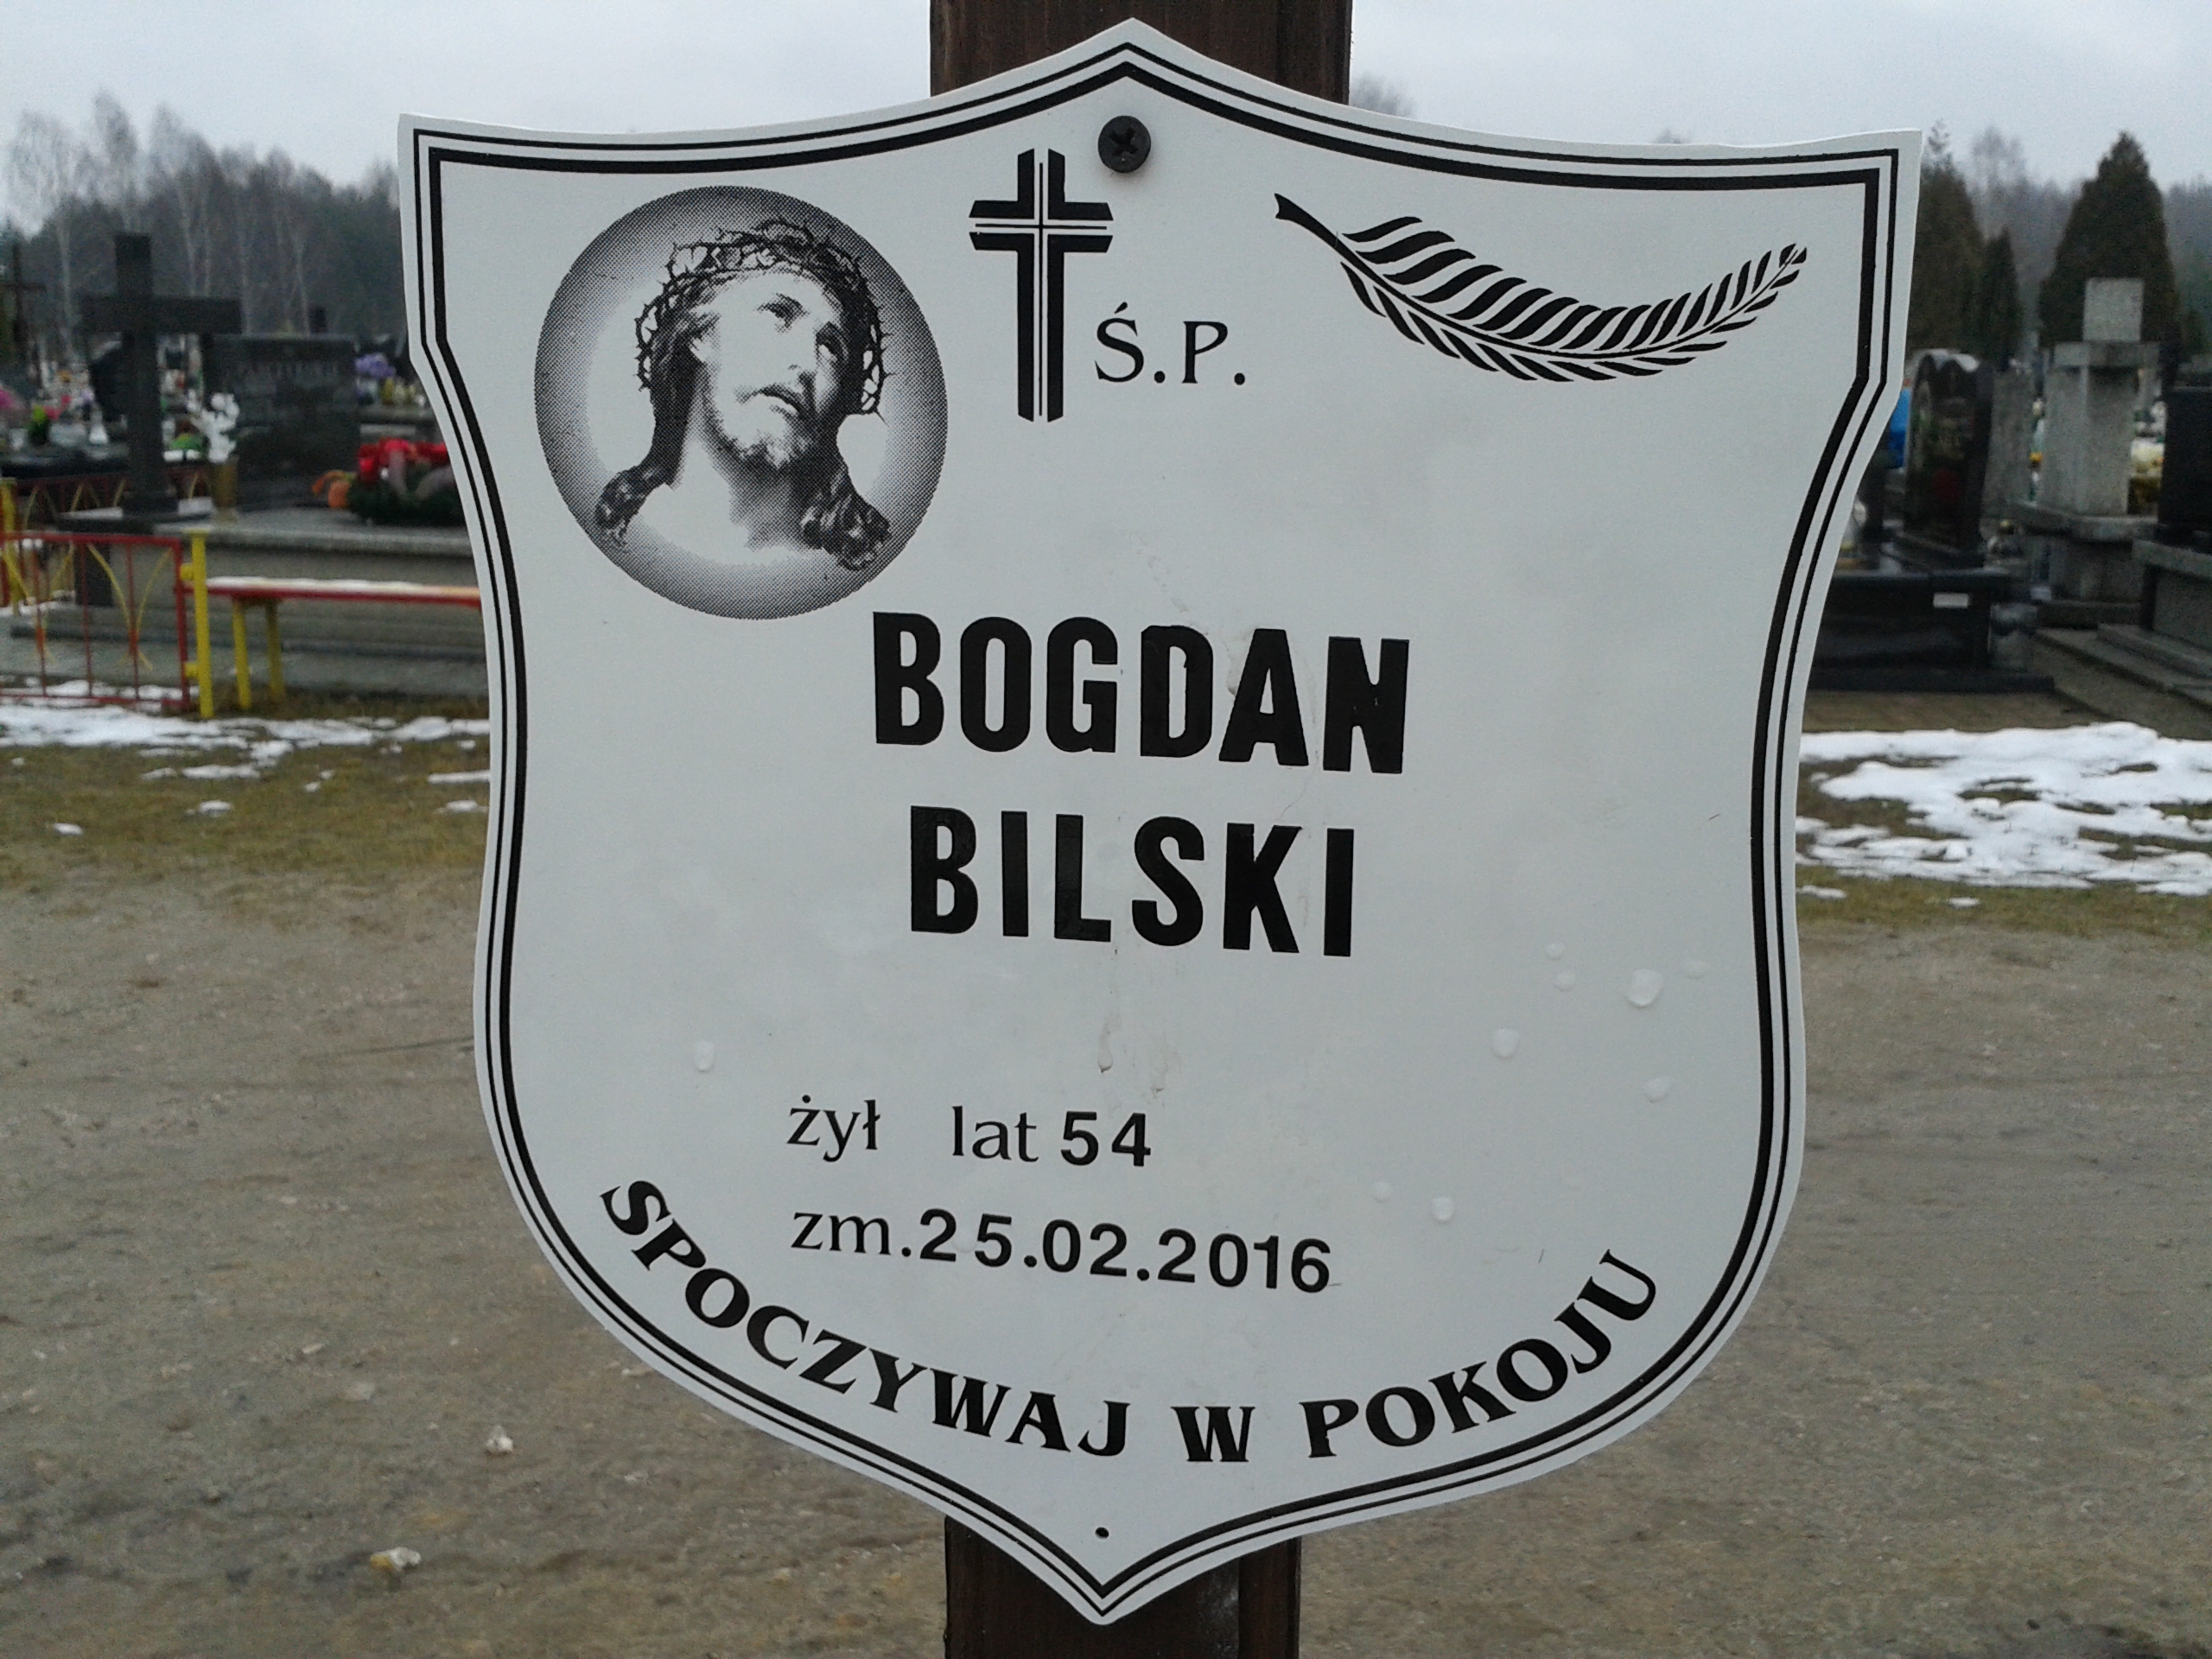 Ś.P.
BOGDAN
BILSKI
żył lat 54
zm.25.02.2016
SPOCZYWAJ W POKOJU